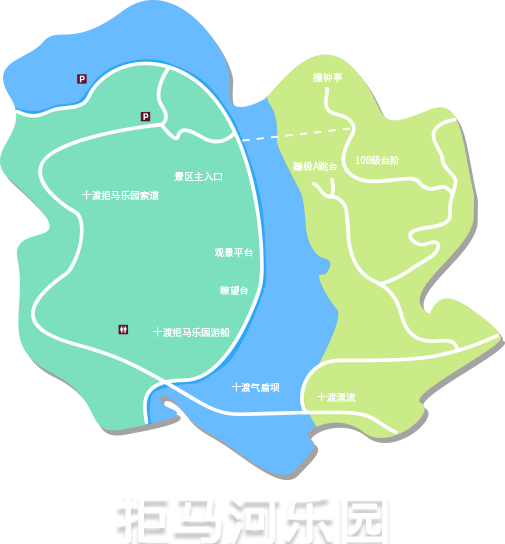 P
撞钟亭
P
108级台阶
蹦极A跳台
景区主入口
十渡拒马乐园索道
观景平台
瞭望台
十渡拒马乐园游船
十渡气盾坝
十渡漂流
拒马河乐园